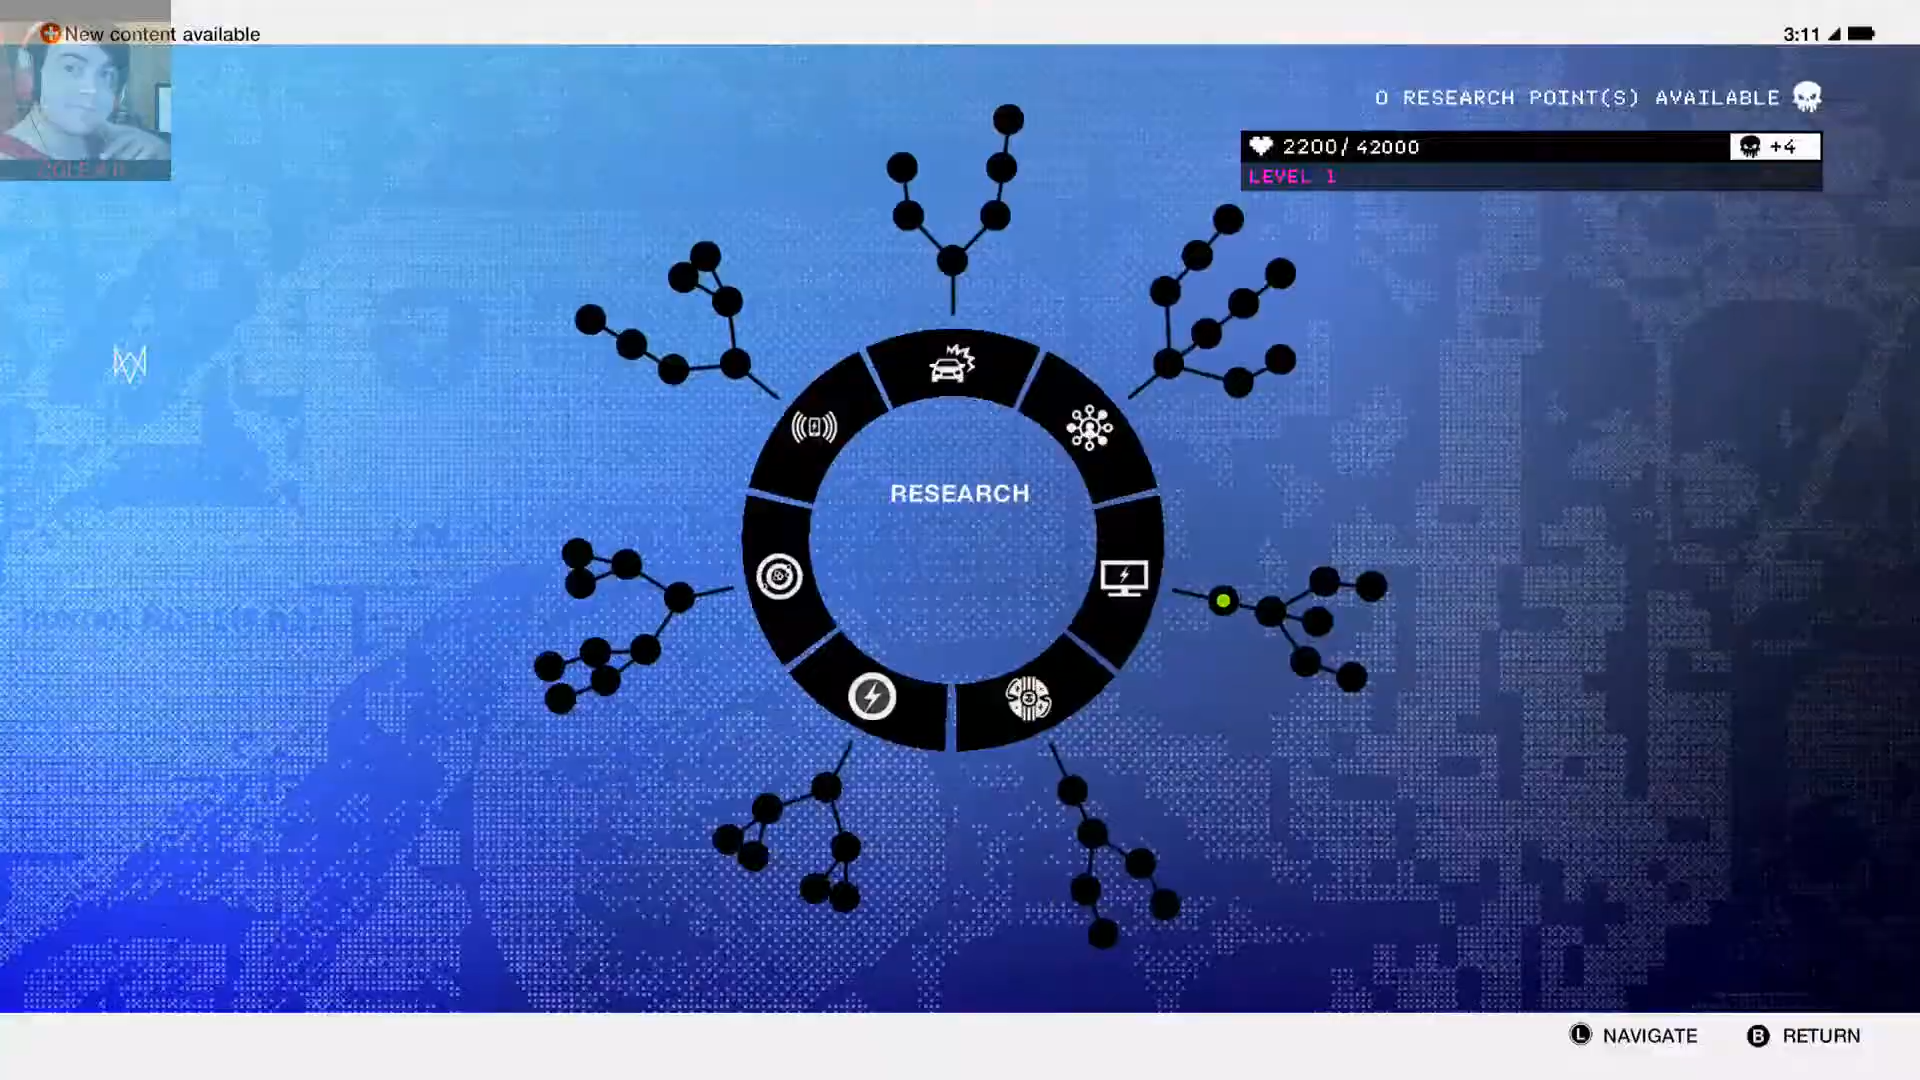 New content available
3:11
0 RESEARCH POINT(S) AVAILABLE
2200/ 42000
+4
LEVEL 1
RESEARCH
L NAVIGATE
B RETURN